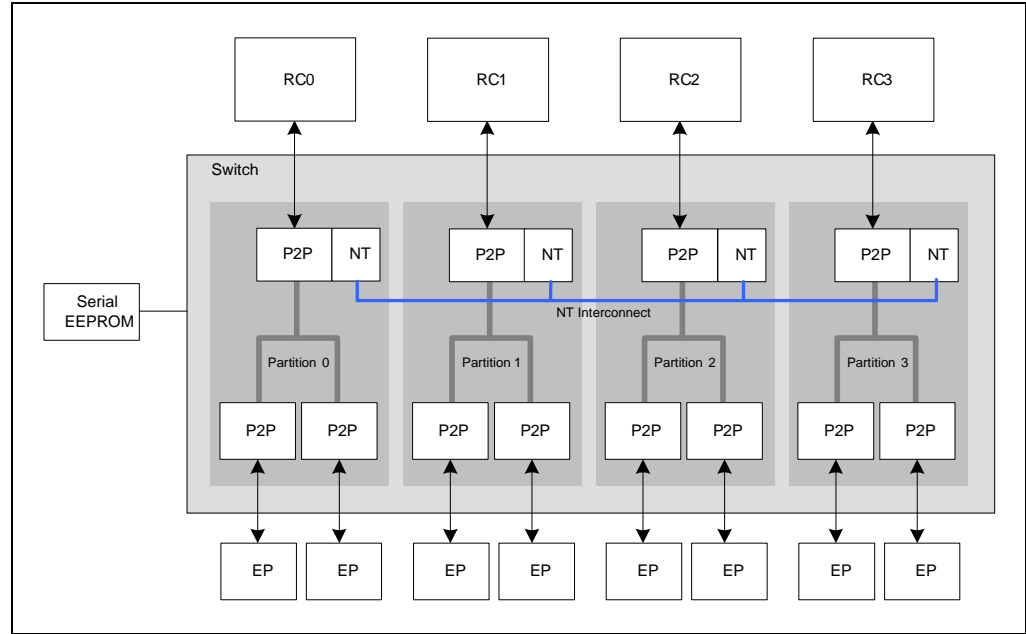 RC0
RC1
RC2
RC3
Switch
P2P
NT
P2P
NT
P2P
NT
P2P
NT
Serial
EEPROM
NT Interconnect
Partition 0
Partition 1
Partition 2
Partition 3
P2P
P2P
P2P
P2P
P2P
P2P
P2P
P2P
EP
EP
EP
EP
EP
EP
EP
EP